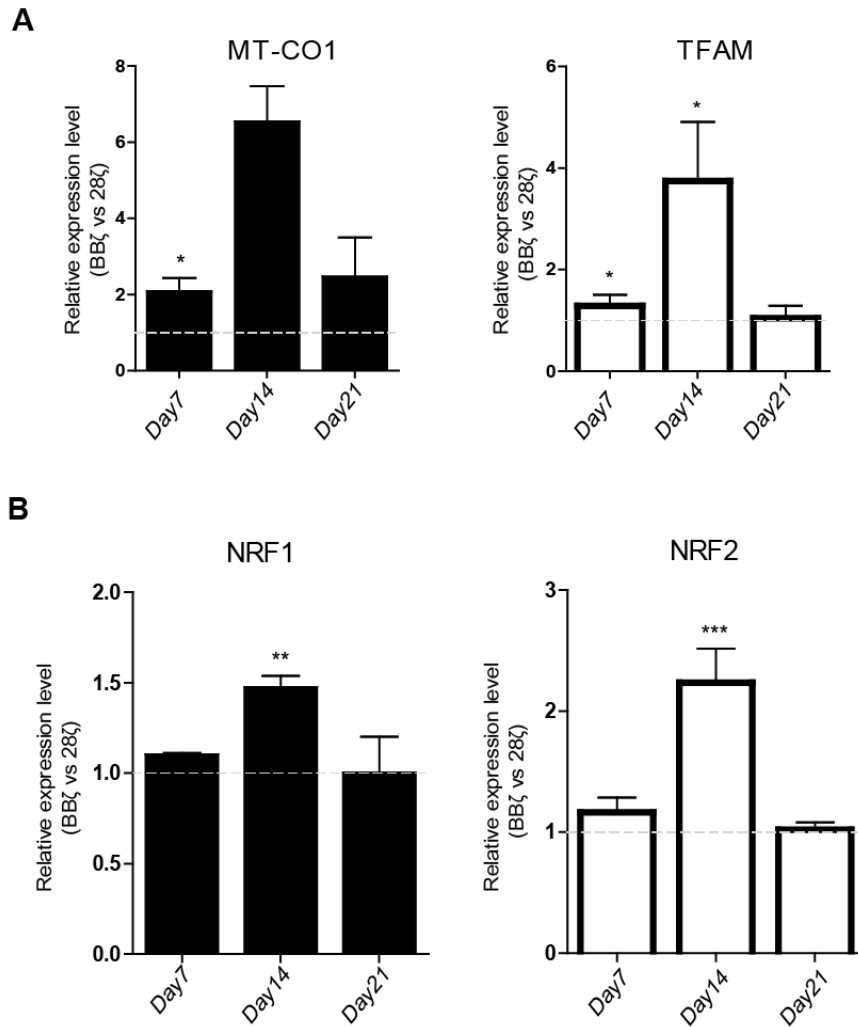 A
MT-CO1
Relative expression level
(BBζ vs 28ζ)
8
6
4
2
0
*
Day7
Day14
Day21
TFAM
Relative expression level
(BBζ vs 28ζ)
6
4
2
0
*
*
Day7
Day14
Day21
B
NRF1
Relative expression level
(BBζ vs 28ζ)
2.0
1.5
1.0
0.5
0.0
**
Day7
Day14
Day21
NRF2
Relative expression level
(BBζ vs 28ζ)
3
2
1
0
***
Day7
Day14
Day21